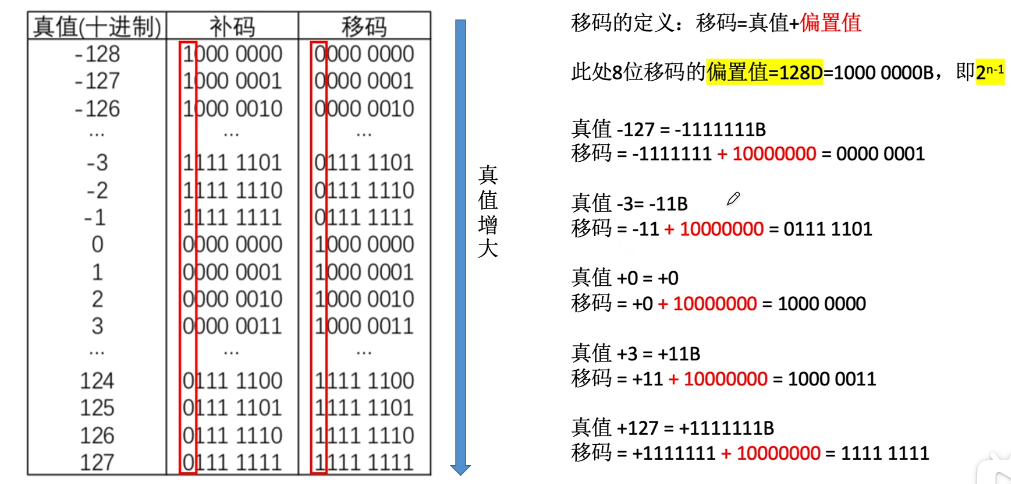 真值(十进制) 补码 移码
-128 1000 0000 0000 0000
-127 1000 0001 0000 0001
-126 1000 0010 0000 0010
... ... ...
-3 1111 1101 0111 1101
-2 1111 1110 0111 1110
-1 1111 1111 0111 1111
0 0000 0000 1000 0000
1 0000 0001 1000 0001
2 0000 0010 1000 0010
3 0000 0011 1000 0011
... ... ...
124 0111 1100 1111 1100
125 0111 1101 1111 1101
126 0111 1110 1111 1110
127 0111 1111 1111 1111
真值增大
移码的定义：移码=真值+偏置值
此处8位移码的偏置值=128D=1000 0000B，即2ⁿ⁻¹
真值 -127 = -1111111B
移码 = -1111111 + 10000000 = 0000 0001
真值 -3= -11B
移码 = -11 + 10000000 = 0111 1101
真值 +0 = +0
移码 = +0 + 10000000 = 1000 0000
真值 +3 = +11B
移码 = +11 + 10000000 = 1000 0011
真值 +127 = +1111111B
移码 = +1111111 + 10000000 = 1111 1111